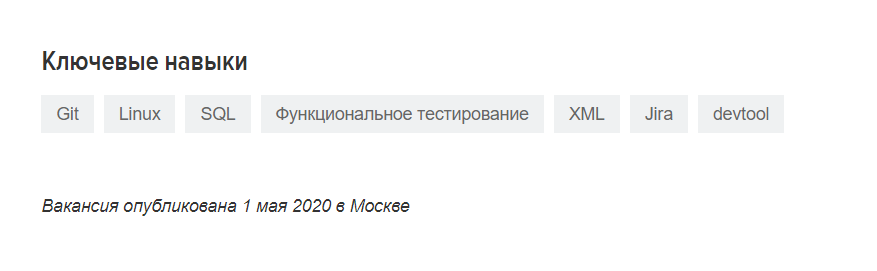 Ключевые навыки
Git Linux SQL Функциональное тестирование XML Jira devtool
Вакансия опубликована 1 мая 2020 в Москве